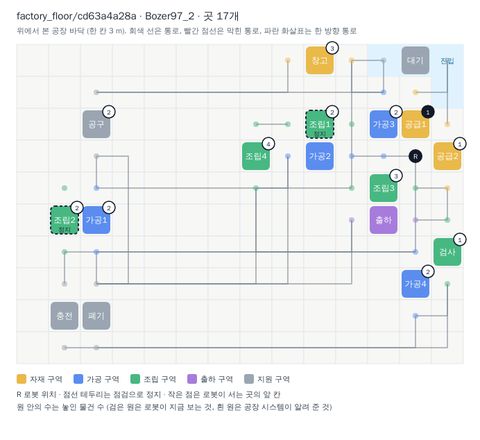 factory_floor/cd63a4a28a · Bozer97_2 · 곳 17개
위에서 본 공장 바닥 (한 칸 3 m). 회색 선은 통로, 빨간 점선은 막힌 통로, 파란 화살표는 한 방향 통로
3
창고
대기
진입
2
공구
2
조립1
정지
2
가공3
1
공급1
4
조립4
가공2
R
1
공급2
3
조립3
2
조립2
정지
2
가공1
출하
1
검사
2
가공4
충전
폐기
자재 구역
가공 구역
조립 구역
출하 구역
지원 구역
R 로봇 위치 · 점선 테두리는 점검으로 정지 · 작은 점은 로봇이 서는 곳의 앞 칸
원 안의 수는 놓인 물건 수 (검은 원은 로봇이 지금 보는 것, 흰 원은 공장 시스템이 알려 준 것)